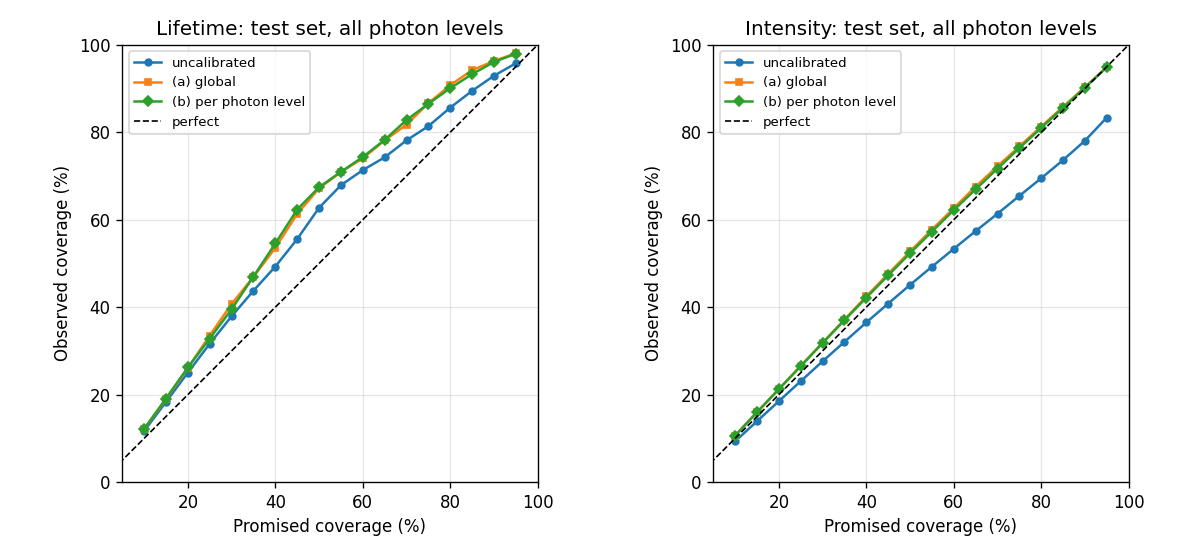 Lifetime: test set, all photon levels
100
80
60
40
20
0
20
40
60
80
100
Observed coverage (%)
Promised coverage (%)
uncalibrated
(a) global
(b) per photon level
perfect
Intensity: test set, all photon levels
100
80
60
40
20
0
20
40
60
80
100
Observed coverage (%)
Promised coverage (%)
uncalibrated
(a) global
(b) per photon level
perfect